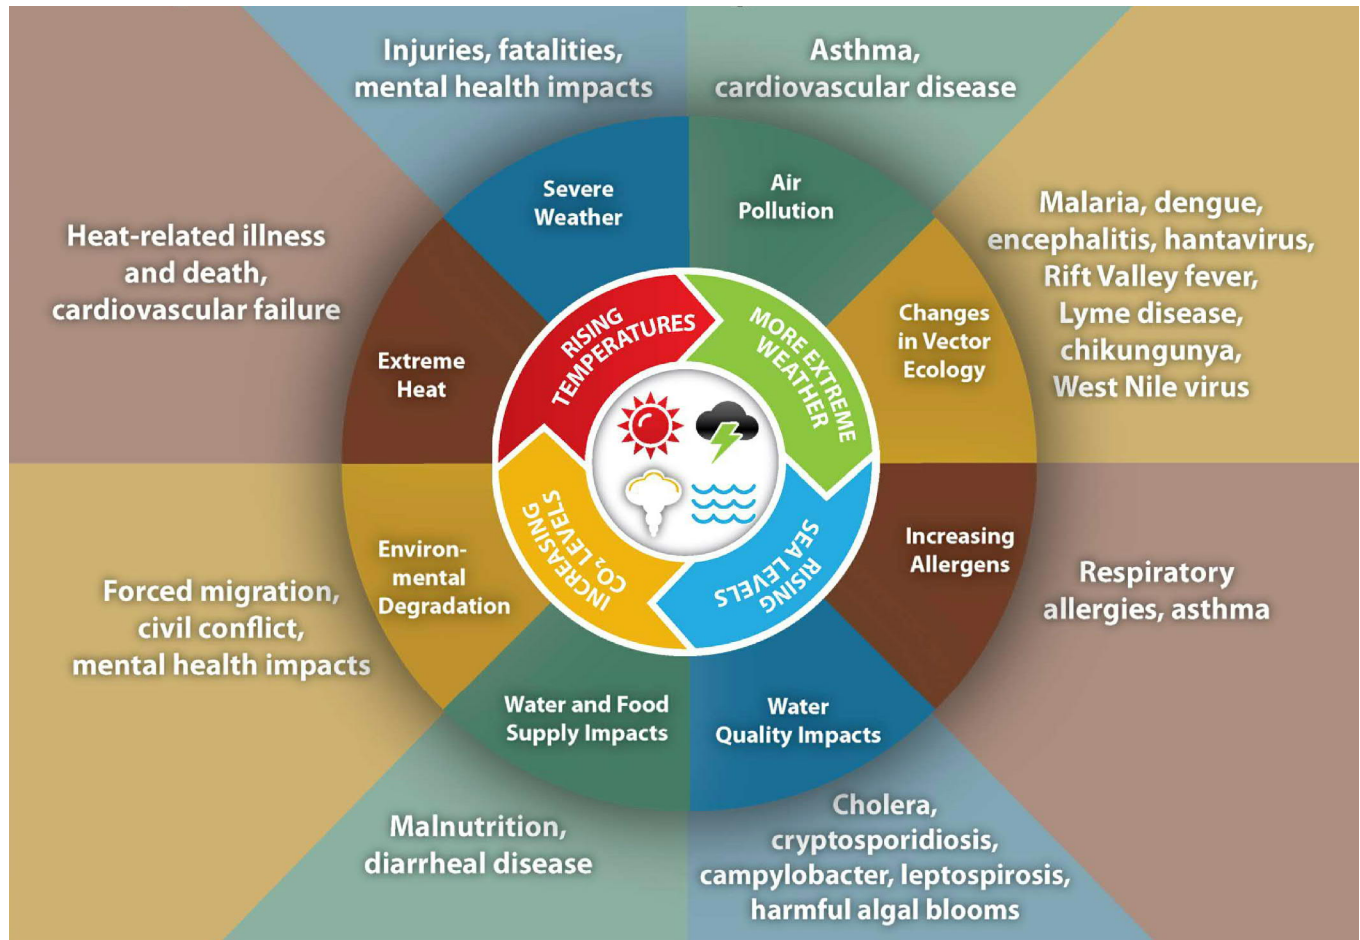 Injuries, fatalities,
mental health impacts
Asthma,
cardiovascular disease
Severe
Weather
Air
Pollution
Heat-related illness
and death,
cardiovascular failure
Malaria, dengue,
encephalitis, hantavirus,
Rift Valley fever,
Lyme disease,
chikungunya,
West Nile virus
Extreme
Heat
Changes
in Vector
Ecology
RISING
TEMPERATURES
MORE EXTREME
WEATHER
INCREASING
CO₂ LEVELS
RISING
SEA LEVELS
Environ-
mental
Degradation
Increasing
Allergens
Forced migration,
civil conflict,
mental health impacts
Respiratory
allergies, asthma
Water and Food
Supply Impacts
Water
Quality Impacts
Malnutrition,
diarrheal disease
Cholera,
cryptosporidiosis,
campylobacter, leptospirosis,
harmful algal blooms